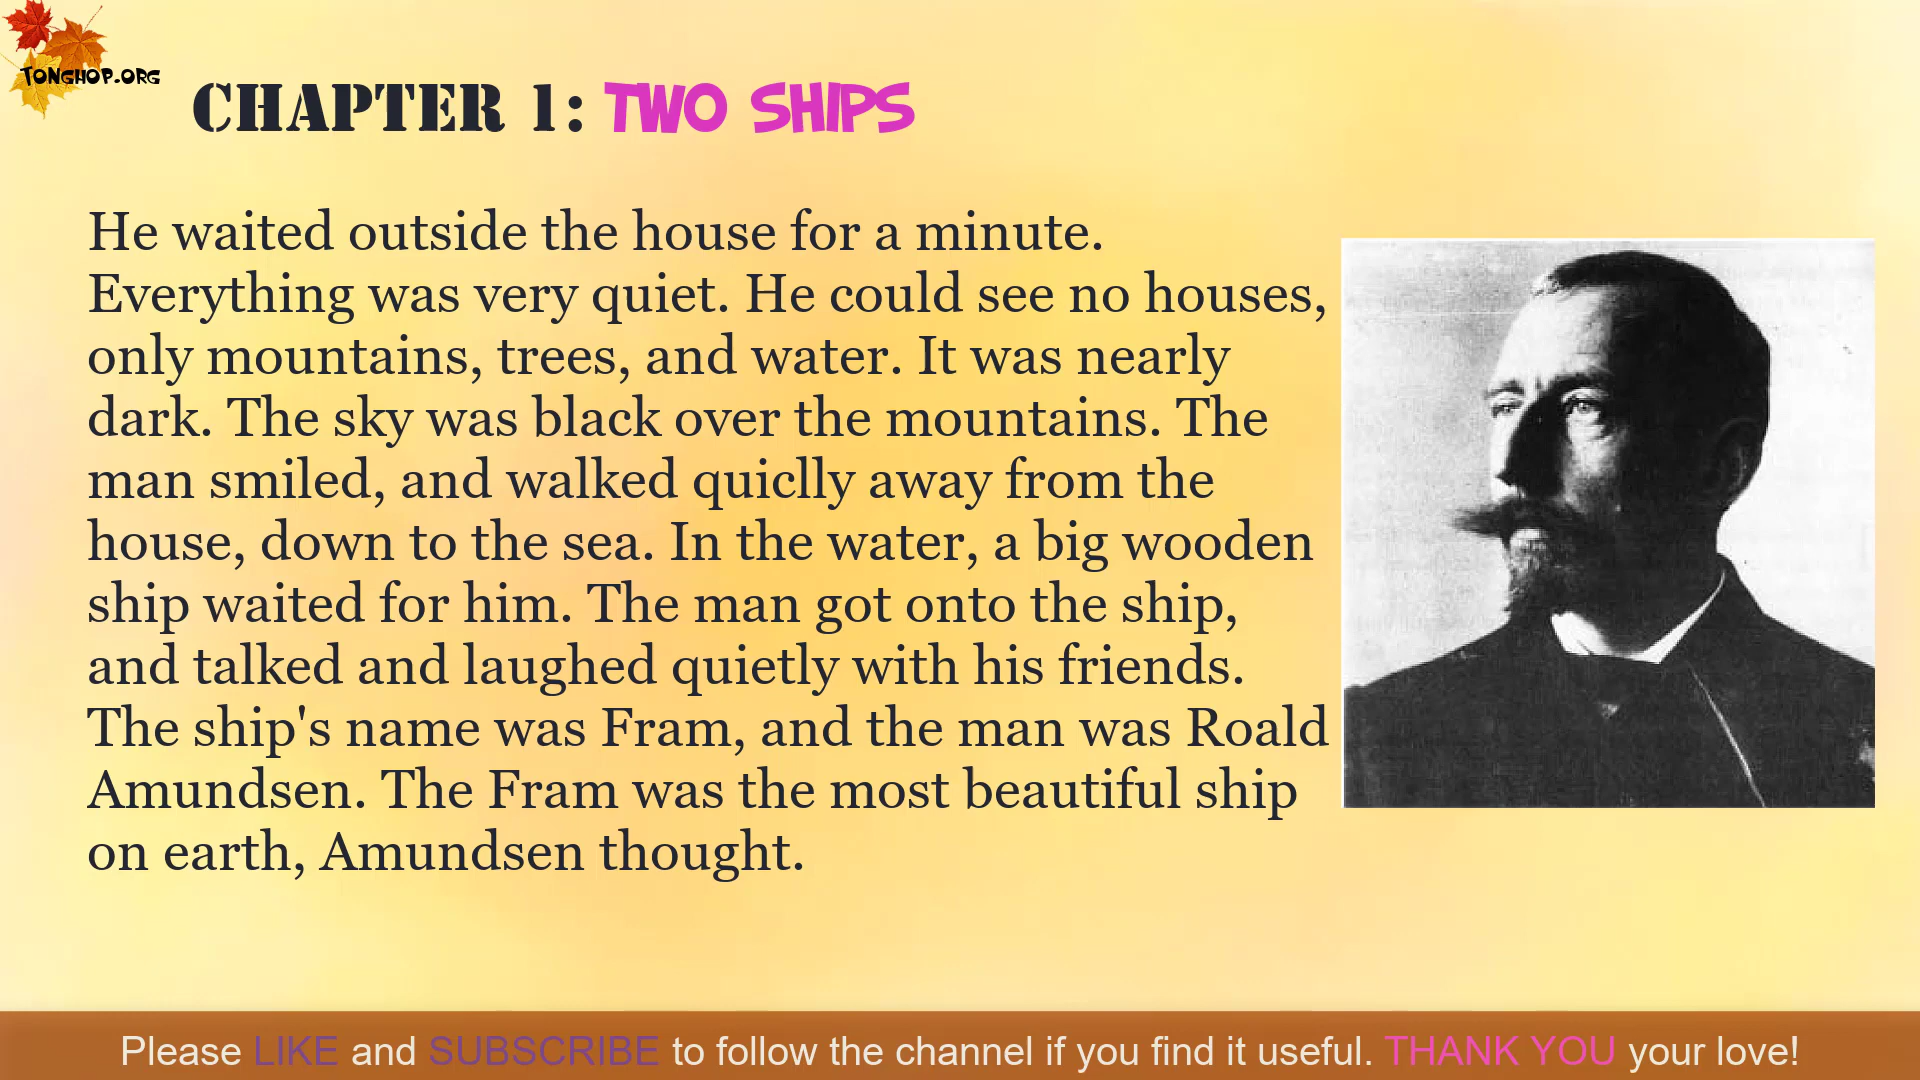 TONGHOP.ORG
CHAPTER 1: TWO SHIPS
He waited outside the house for a minute.
Everything was very quiet. He could see no houses,
only mountains, trees, and water. It was nearly
dark. The sky was black over the mountains. The
man smiled, and walked quiclly away from the
house, down to the sea. In the water, a big wooden
ship waited for him. The man got onto the ship,
and talked and laughed quietly with his friends.
The ship's name was Fram, and the man was Roald
Amundsen. The Fram was the most beautiful ship
on earth, Amundsen thought.
Please LIKE and SUBSCRIBE to follow the channel if you find it useful. THANK YOU your love!